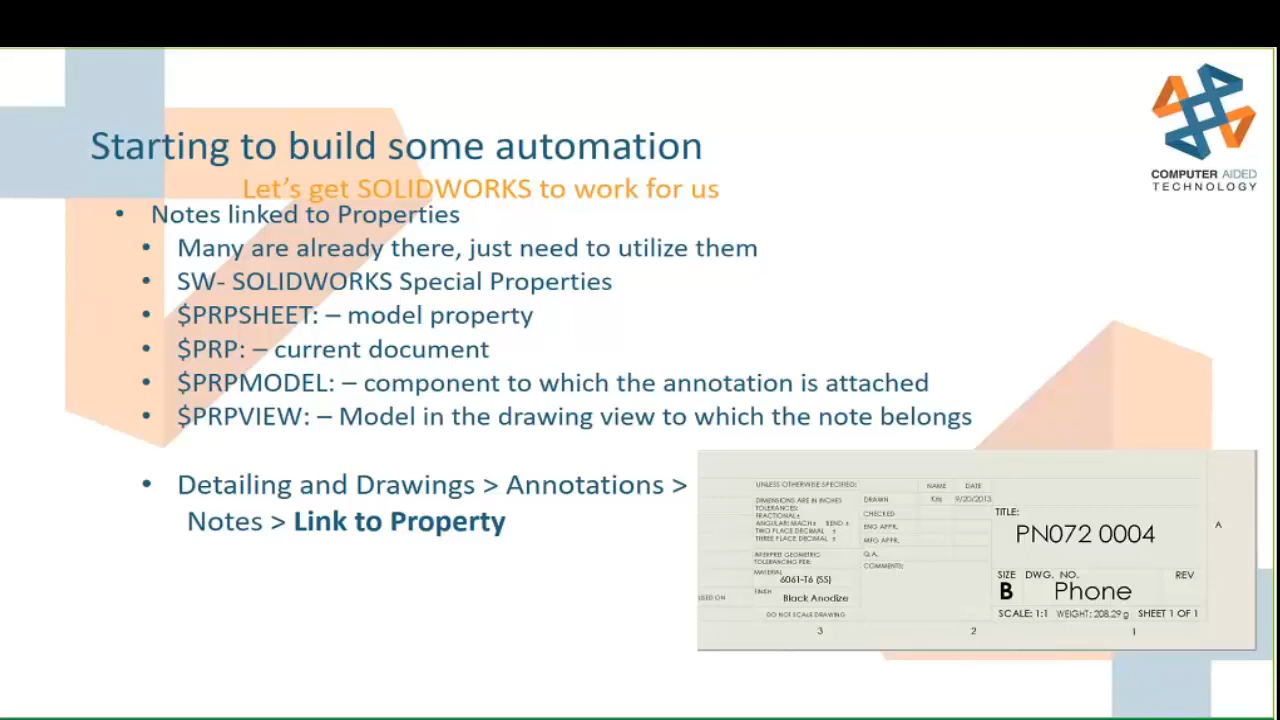 Starting to build some automation
Let's get SOLIDWORKS to work for us
• Notes linked to Properties
• Many are already there, just need to utilize them
• SW- SOLIDWORKS Special Properties
• $PRPSHEET: – model property
• $PRP: – current document
• $PRPMODEL: – component to which the annotation is attached
• $PRPVIEW: – Model in the drawing view to which the note belongs
• Detailing and Drawings > Annotations >
Notes > Link to Property
COMPUTER AIDED
TECHNOLOGY
UNLESS OTHERWISE SPECIFIED:
DIMENSIONS ARE IN INCHES
TOLERANCES:
FRACTIONAL±
ANGULAR: MACH± BEND ±
TWO PLACE DECIMAL ±
THREE PLACE DECIMAL ±
INTERPRET GEOMETRIC
TOLERANCING PER:
MATERIAL
6061-T6 (SS)
FINISH
Black Anodize
USED ON
DO NOT SCALE DRAWING
NAME DATE
DRAWN Kris 9/20/2013
CHECKED
ENG APPR.
MFG APPR.
Q.A.
COMMENTS:
TITLE:
PN072 0004
SIZE DWG. NO. REV
B Phone
SCALE: 1:1 WEIGHT: 208.29 g SHEET 1 OF 1
A
3 2 1